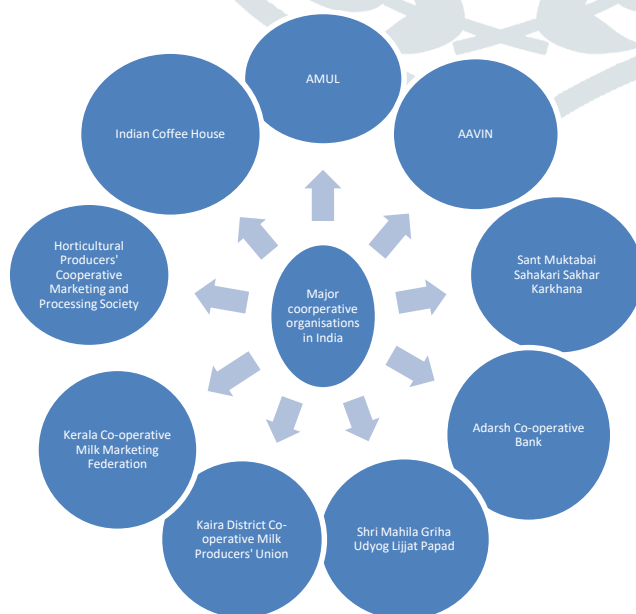 AMUL
AAVIN
Sant Muktabai
Sahakari Sakhar
Karkhana
Adarsh Co-operative
Bank
Shri Mahila Griha
Udyog Lijjat Papad
Kaira District Co-
operative Milk
Producers' Union
Kerala Co-operative
Milk Marketing
Federation
Horticultural
Producers'
Cooperative
Marketing and
Processing Society
Indian Coffee House
Major
coorperative
organisations
in India